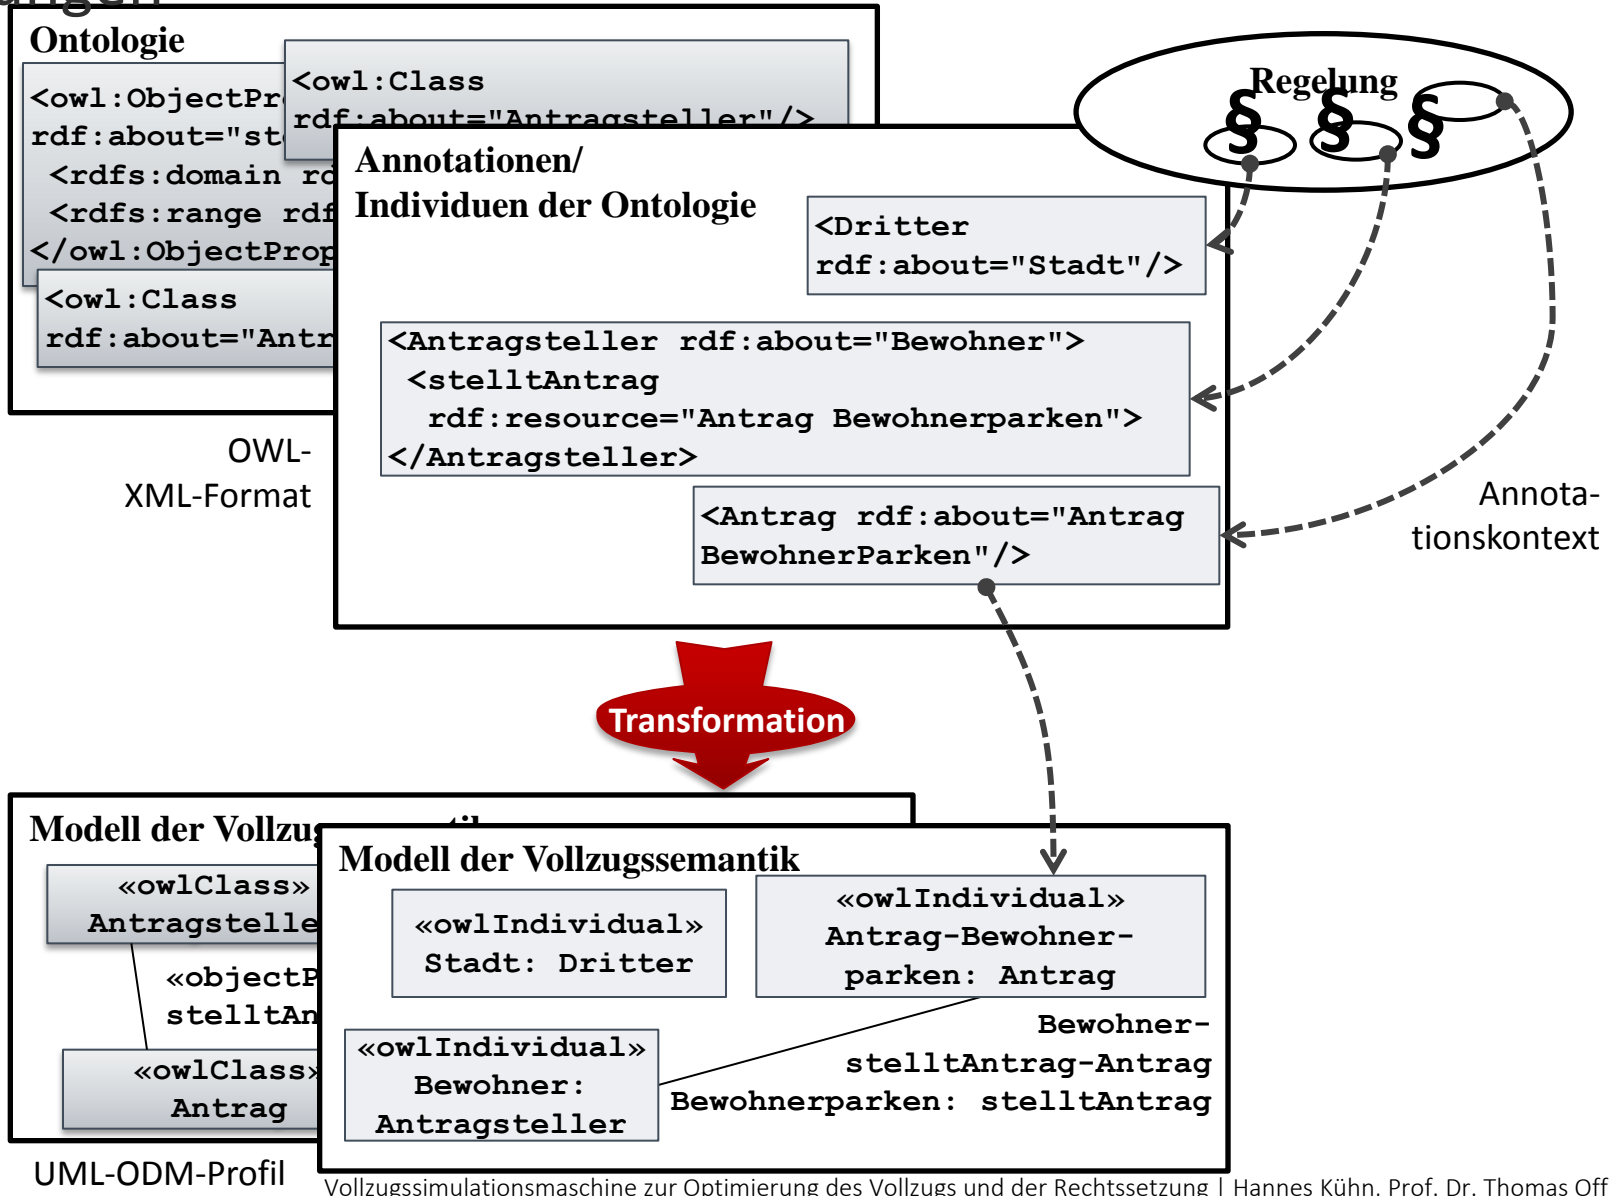 Ontologie
<owl:ObjectPr
rdf:about="st
<rdfs:domain rd
<rdfs:range rdf
</owl:ObjectProp
<owl:Class
rdf:about="Antragsteller"/>
<owl:Class
rdf:about="Antr
OWL-
XML-Format
Annotationen/
Individuen der Ontologie
<Dritter
rdf:about="Stadt"/>
<Antragsteller rdf:about="Bewohner">
<stelltAntrag
rdf:resource="Antrag Bewohnerparken">
</Antragsteller>
<Antrag rdf:about="Antrag
BewohnerParken"/>
Regelung
§ § §
Annota-
tionskontext
Transformation
Modell der Vollzug
«owlClass»
Antragstelle
«objectP
stelltAn
«owlClass»
Antrag
UML-ODM-Profil
Modell der Vollzugssemantik
«owlIndividual»
Stadt: Dritter
«owlIndividual»
Antrag-Bewohner-
parken: Antrag
«owlIndividual»
Bewohner:
Antragsteller
Bewohner-
stelltAntrag-Antrag
Bewohnerparken: stelltAntrag
Vollzugssimulationsmaschine zur Optimierung des Vollzugs und der Rechtssetzung | Hannes Kühn, Prof. Dr. Thomas Off